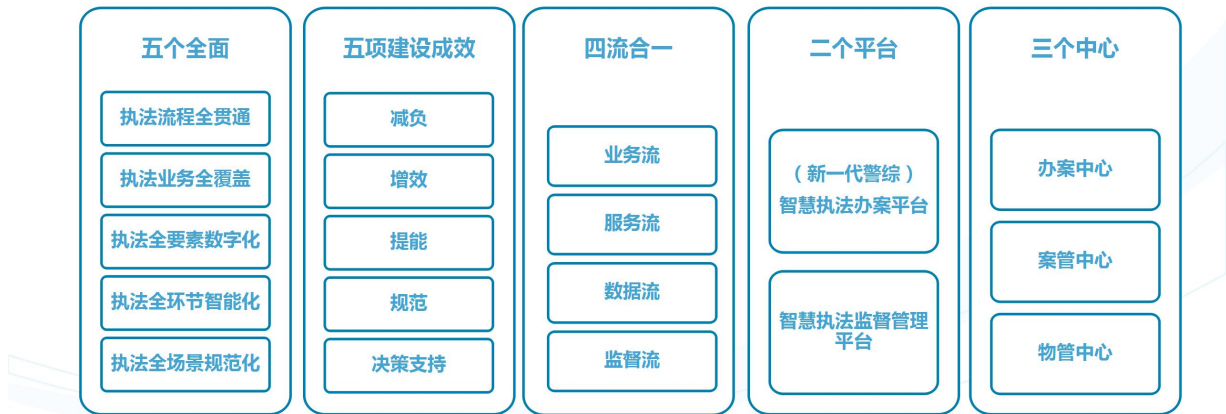 五个全面
执法流程全贯通
执法业务全覆盖
执法全要素数字化
执法全环节智能化
执法全场景规范化
五项建设成效
减负
增效
提能
规范
决策支持
四流合一
业务流
服务流
数据流
监督流
二个平台
（新一代警综）
智慧执法办案平台
智慧执法监督管理
平台
三个中心
办案中心
案管中心
物管中心